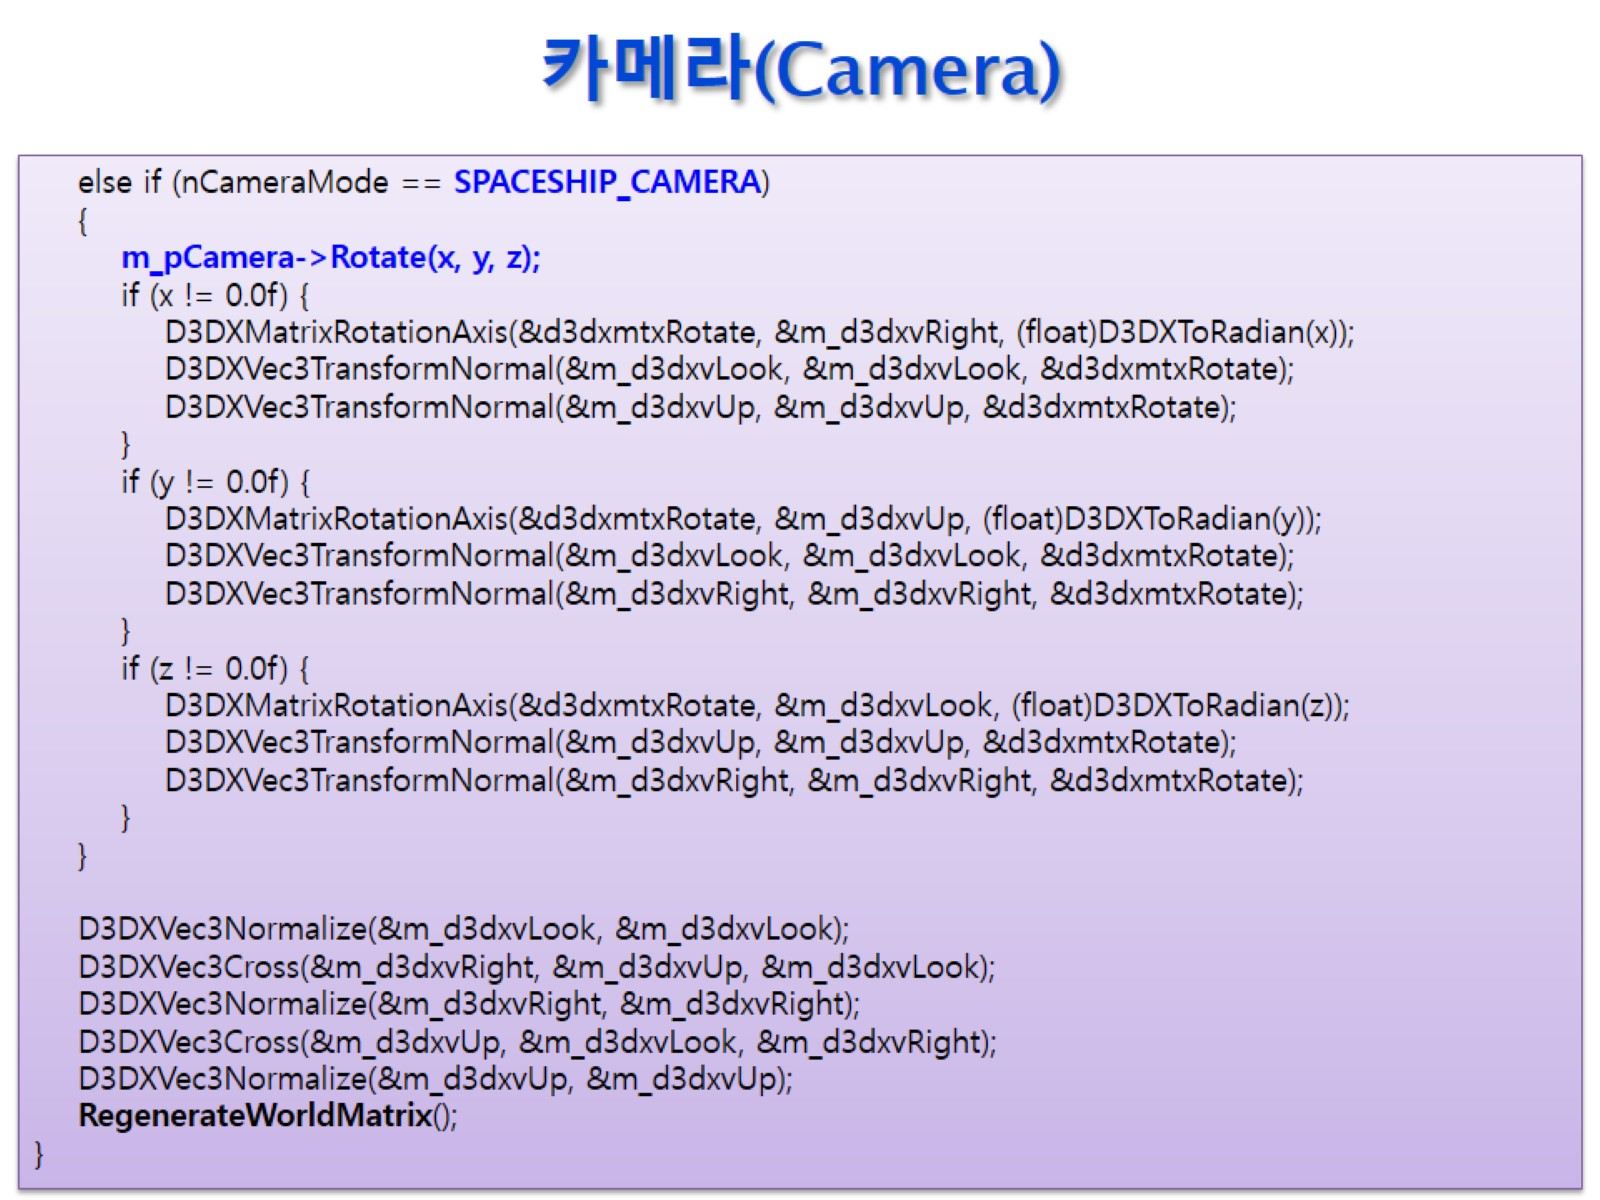 카메라(Camera)
else if (nCameraMode == SPACESHIP_CAMERA)
{
m_pCamera->Rotate(x, y, z);
if (x != 0.0f) {
D3DXMatrixRotationAxis(&d3dxmtxRotate, &m_d3dxvRight, (float)D3DXToRadian(x));
D3DXVec3TransformNormal(&m_d3dxvLook, &m_d3dxvLook, &d3dxmtxRotate);
D3DXVec3TransformNormal(&m_d3dxvUp, &m_d3dxvUp, &d3dxmtxRotate);
}
if (y != 0.0f) {
D3DXMatrixRotationAxis(&d3dxmtxRotate, &m_d3dxvUp, (float)D3DXToRadian(y));
D3DXVec3TransformNormal(&m_d3dxvLook, &m_d3dxvLook, &d3dxmtxRotate);
D3DXVec3TransformNormal(&m_d3dxvRight, &m_d3dxvRight, &d3dxmtxRotate);
}
if (z != 0.0f) {
D3DXMatrixRotationAxis(&d3dxmtxRotate, &m_d3dxvLook, (float)D3DXToRadian(z));
D3DXVec3TransformNormal(&m_d3dxvUp, &m_d3dxvUp, &d3dxmtxRotate);
D3DXVec3TransformNormal(&m_d3dxvRight, &m_d3dxvRight, &d3dxmtxRotate);
}
}
D3DXVec3Normalize(&m_d3dxvLook, &m_d3dxvLook);
D3DXVec3Cross(&m_d3dxvRight, &m_d3dxvUp, &m_d3dxvLook);
D3DXVec3Normalize(&m_d3dxvRight, &m_d3dxvRight);
D3DXVec3Cross(&m_d3dxvUp, &m_d3dxvLook, &m_d3dxvRight);
D3DXVec3Normalize(&m_d3dxvUp, &m_d3dxvUp);
RegenerateWorldMatrix();
}